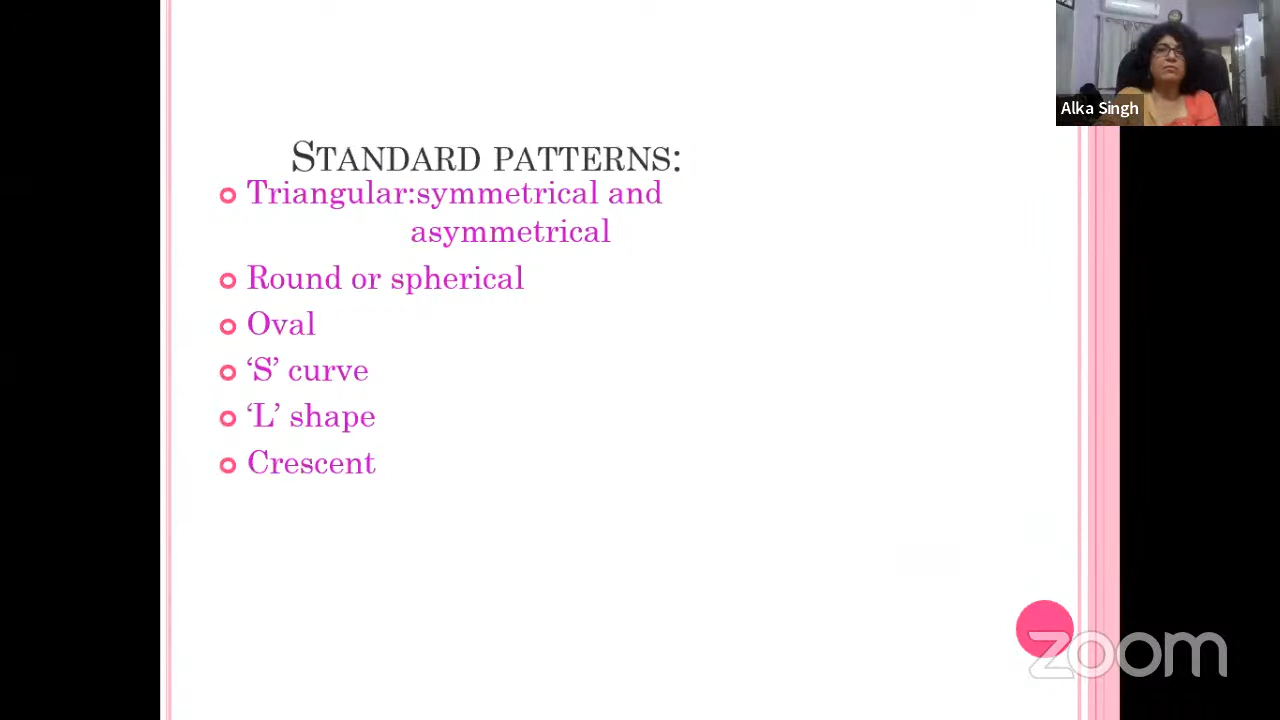 Alka Singh
STANDARD PATTERNS:
Triangular:symmetrical and
asymmetrical
Round or spherical
Oval
‘S’ curve
‘L’ shape
Crescent
zoom